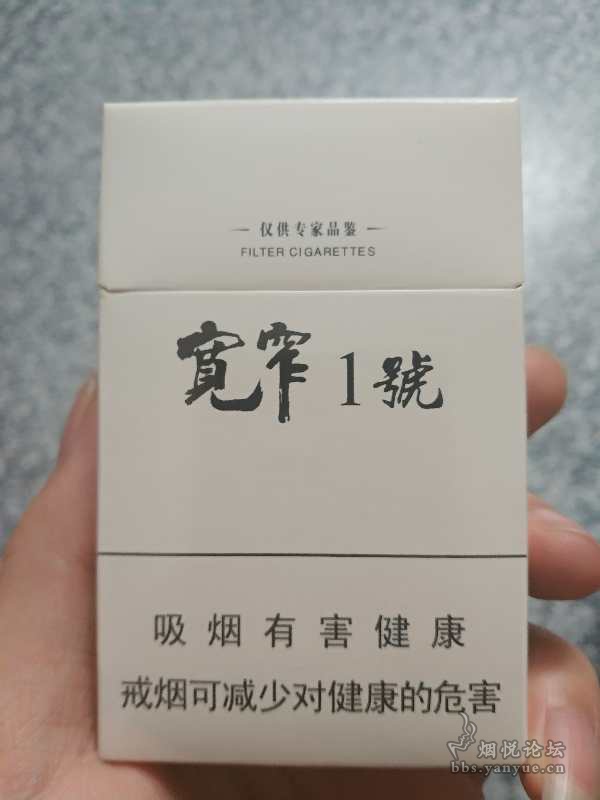 仅供专家品鉴
FILTER CIGARETTES
寬窄1號
吸烟有害健康
戒烟可减少对健康的危害
烟悦论坛
bbs.yanyue.cn